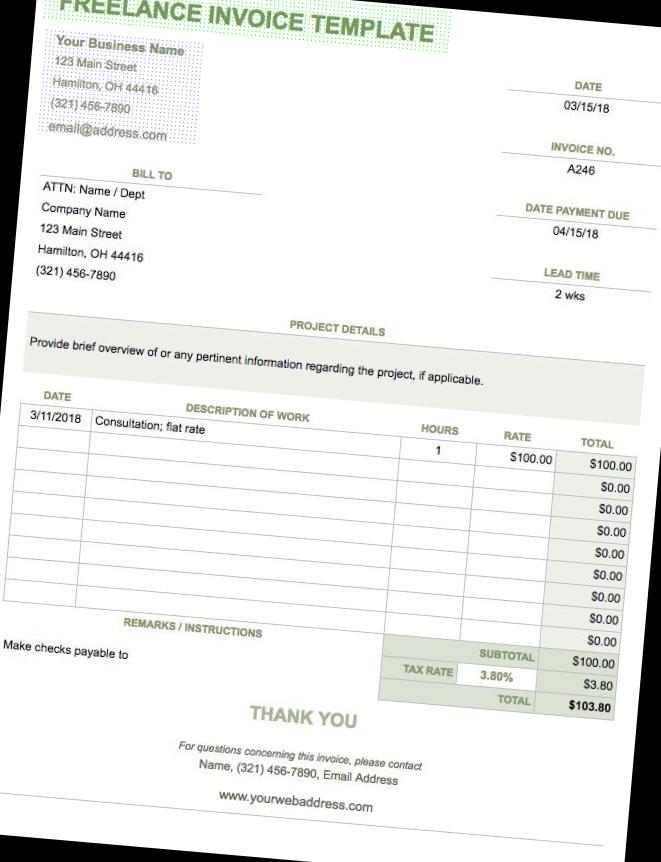 FREELANCE INVOICE TEMPLATE
Your Business Name
123 Main Street
Hamilton, OH 44416
(321) 456-7890
email@address.com
DATE
03/15/18
INVOICE NO.
A246
DATE PAYMENT DUE
04/15/18
LEAD TIME
2 wks
BILL TO
ATTN: Name / Dept
Company Name
123 Main Street
Hamilton, OH 44416
(321) 456-7890
PROJECT DETAILS
Provide brief overview of or any pertinent information regarding the project, if applicable.
DATE DESCRIPTION OF WORK HOURS RATE TOTAL
3/11/2018 Consultation; flat rate 1 $100.00 $100.00
$0.00
$0.00
$0.00
$0.00
$0.00
$0.00
$0.00
$0.00
REMARKS / INSTRUCTIONS
Make checks payable to
SUBTOTAL $100.00
TAX RATE 3.80% $3.80
TOTAL $103.80
THANK YOU
For questions concerning this invoice, please contact
Name, (321) 456-7890, Email Address
www.yourwebaddress.com